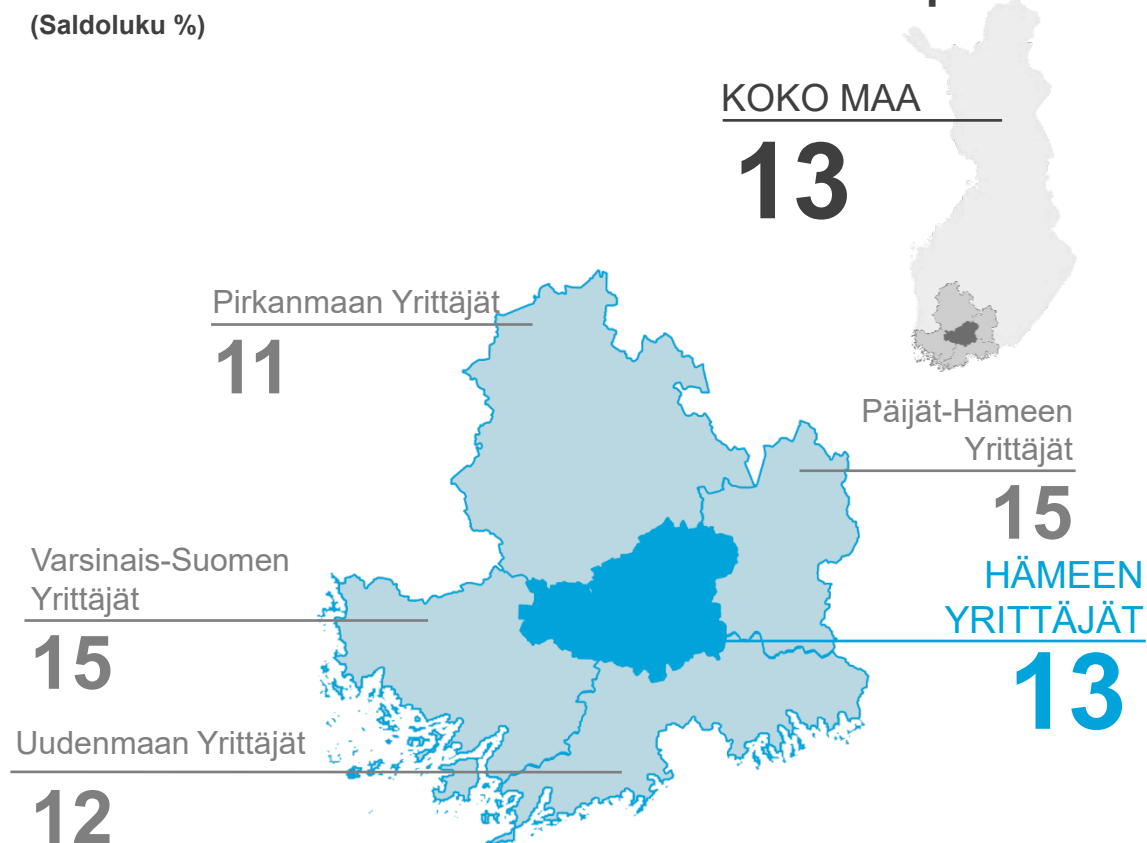 (Saldoluku %)
KOKO MAA
13
Pirkanmaan Yrittäjät
11
Päijät-Hämeen
Yrittäjät
15
Varsinais-Suomen
Yrittäjät
15
HÄMEEN
YRITTÄJÄT
13
Uudenmaan Yrittäjät
12